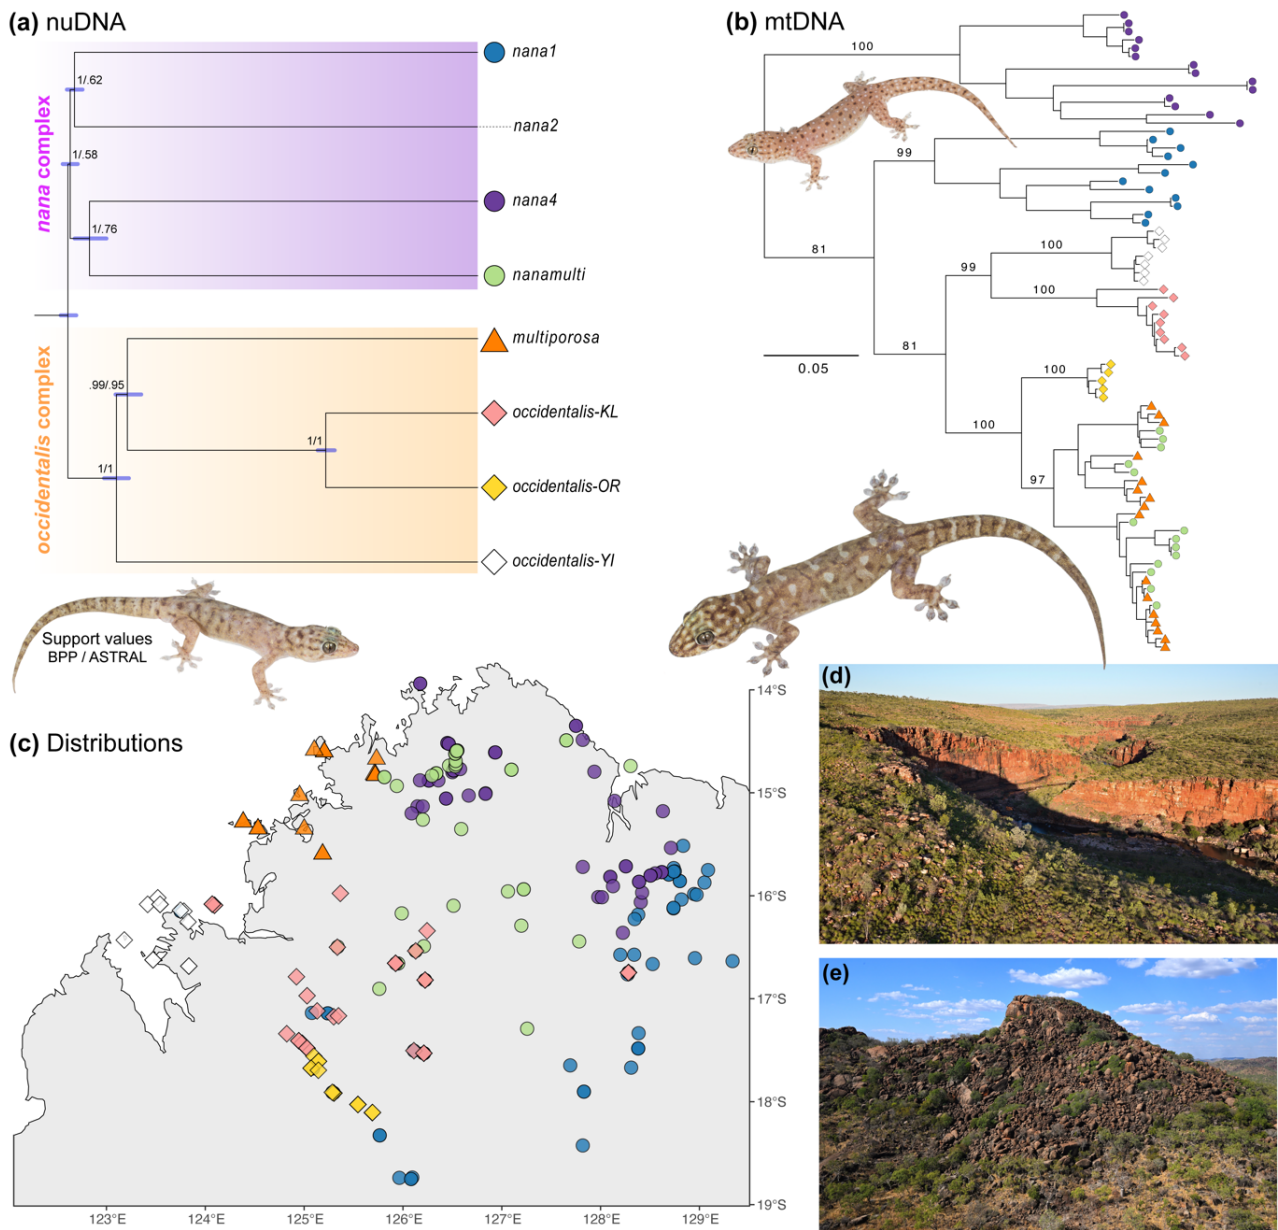 (a) nuDNA
nana complex
1/.62
1/.58
1/.76
nana1
nana2
nana4
nanamulti
occidentalis complex
.99/.95
1/1
1/1
multiporosa
occidentalis-KL
occidentalis-OR
occidentalis-YI
Support values
BPP / ASTRAL
(b) mtDNA
100
99
81
100
99
100
81
0.05
100
100
97
(c) Distributions
14°S
15°S
16°S
17°S
18°S
19°S
123°E 124°E 125°E 126°E 127°E 128°E 129°E
(d)
(e)